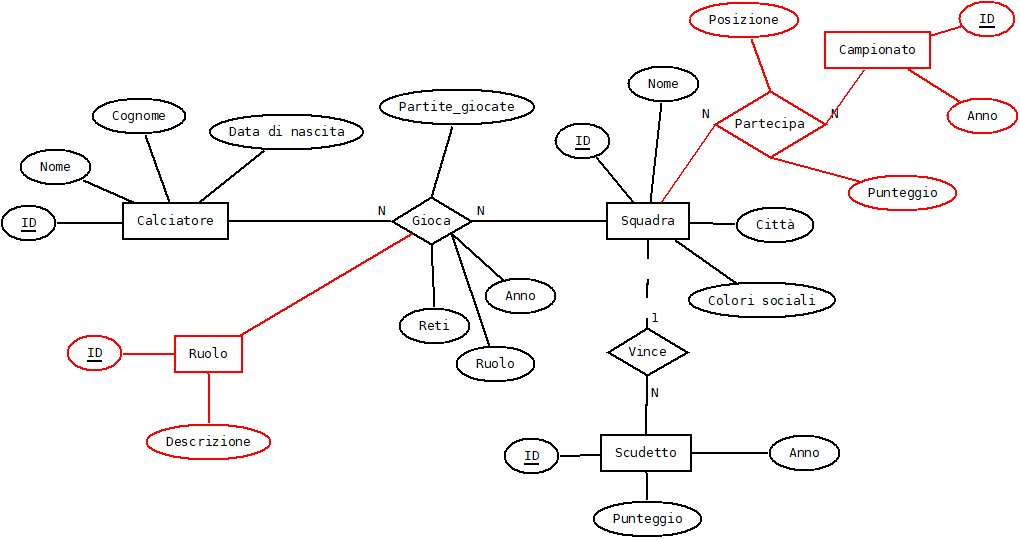 Posizione
ID
Campionato
Nome
Partite_giocate
Cognome
N
Partecipa
N
Anno
Data di nascita
ID
Nome
Punteggio
ID
Calciatore
N
Gioca
N
Squadra
Città
Anno
Colori sociali
Reti
1
ID
Ruolo
Vince
Ruolo
N
Descrizione
ID
Scudetto
Anno
Punteggio